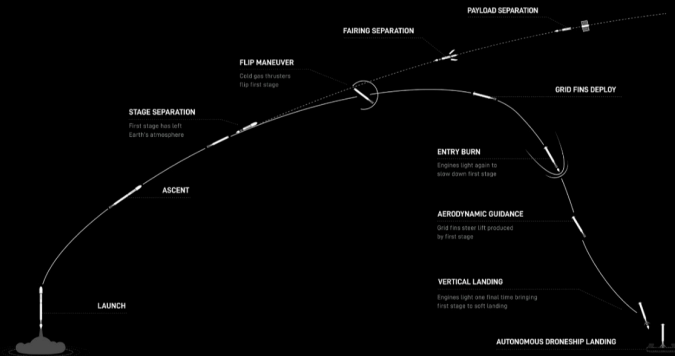 PAYLOAD SEPARATION
FAIRING SEPARATION
FLIP MANEUVER
Cold gas thrusters
flip first stage
GRID FINS DEPLOY
STAGE SEPARATION
First stage has left
Earth's atmosphere
ENTRY BURN
Engines light again to
slow down first stage
ASCENT
AERODYNAMIC GUIDANCE
Grid fins steer lift produced
by first stage
VERTICAL LANDING
Engines light one final time bringing
first stage to soft landing
LAUNCH
AUTONOMOUS DRONESHIP LANDING